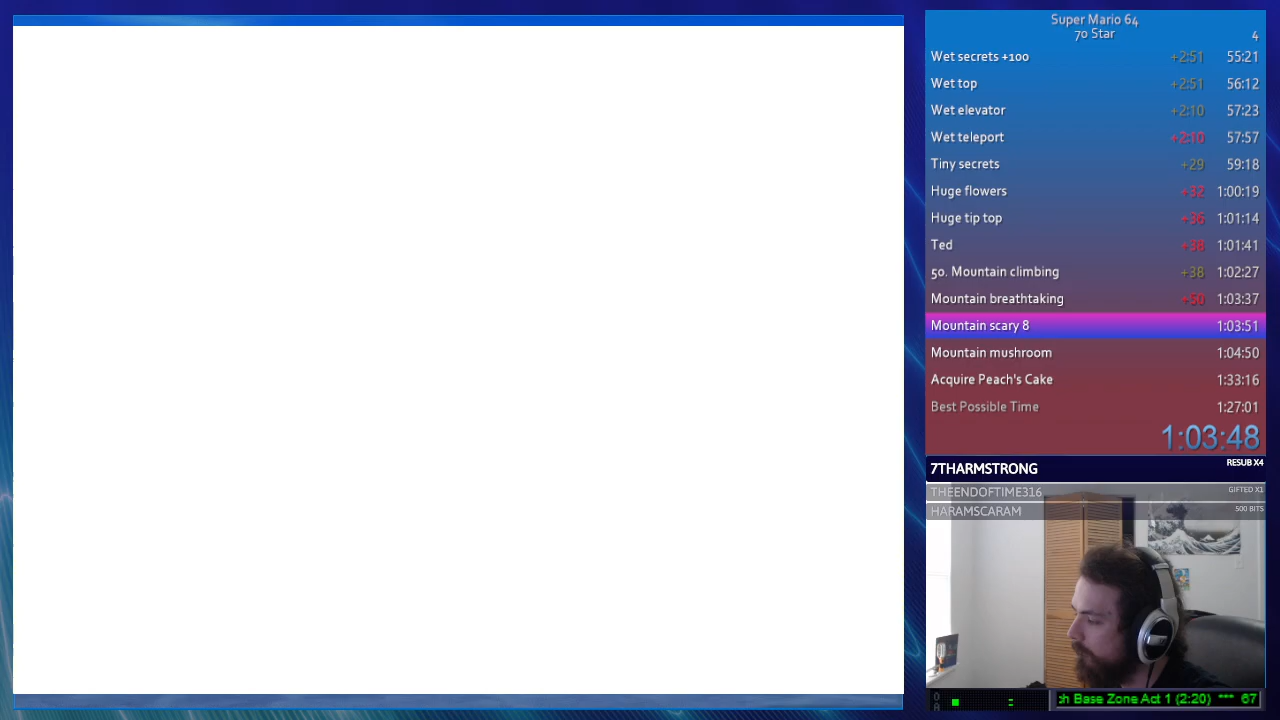 Super Mario 64
70 Star
4
Wet secrets +100 +2:51 55:21
Wet top +2:51 56:12
Wet elevator +2:10 57:23
Wet teleport +2:10 57:57
Tiny secrets +29 59:18
Huge flowers +32 1:00:19
Huge tip top +36 1:01:14
Ted +38 1:01:41
50. Mountain climbing +38 1:02:27
Mountain breathtaking +50 1:03:37
Mountain scary 8 1:03:51
Mountain mushroom 1:04:50
Acquire Peach's Cake 1:33:16
Best Possible Time 1:27:01
1:03:48
7THARMSTRONG RESUB X4
THEENDOFTIME316 GIFTED X1
HARAMSCARAM 500 BITS
ch Base Zone Act 1 (2:20) *** 67